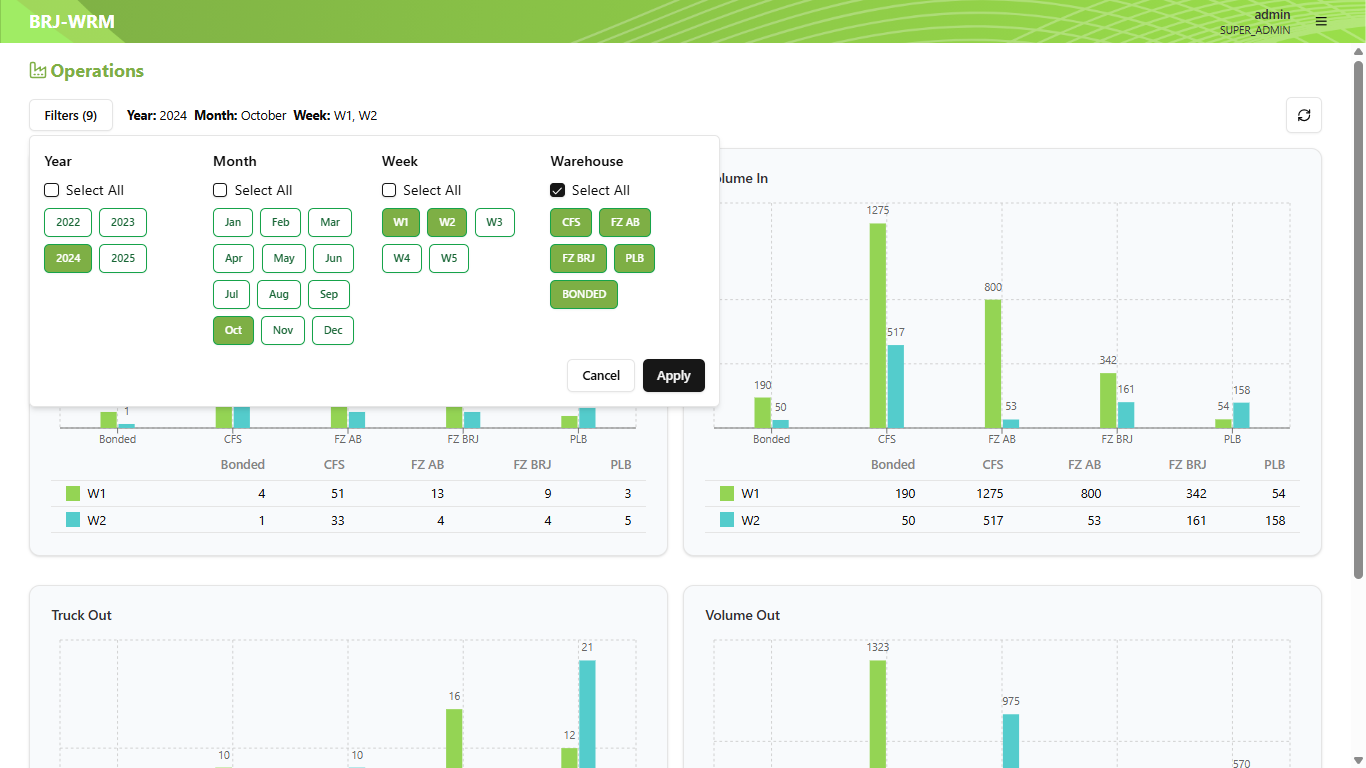 BRJ-WRM
admin
SUPER_ADMIN
Operations
Filters (9) Year: 2024 Month: October Week: W1, W2
Year Month Week Warehouse
Select All Select All Select All Select All
2022 2023 Jan Feb Mar W1 W2 W3 CFS FZ AB
2024 2025 Apr May Jun W4 W5 FZ BRJ PLB
Jul Aug Sep BONDED
Oct Nov Dec
Cancel Apply
1
Bonded CFS FZ AB FZ BRJ PLB
Bonded CFS FZ AB FZ BRJ PLB
W1 4 51 13 9 3
W2 1 33 4 4 5
lume In
1275
800
517
342
190
161
158
50
53
54
Bonded CFS FZ AB FZ BRJ PLB
Bonded CFS FZ AB FZ BRJ PLB
W1 190 1275 800 342 54
W2 50 517 53 161 158
Truck Out
21
16
12
10 10
Volume Out
1323
975
570